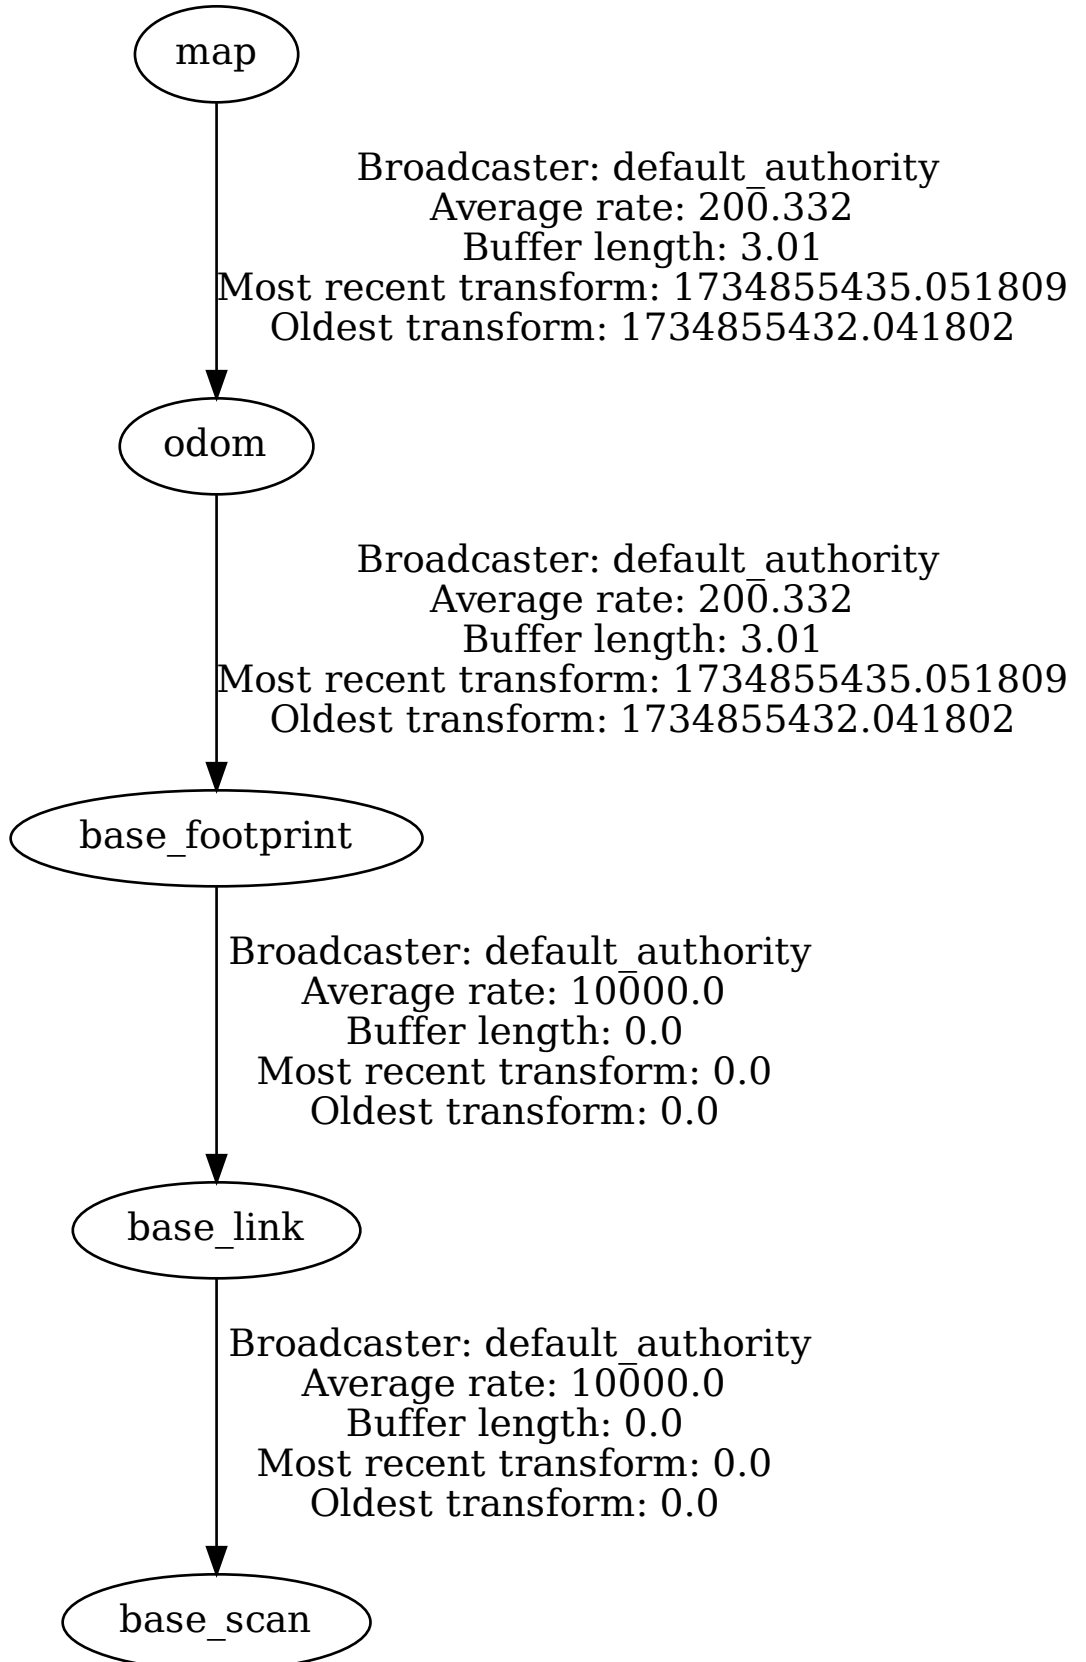 map
Broadcaster: default_authority
Average rate: 200.332
Buffer length: 3.01
Most recent transform: 1734855435.051809
Oldest transform: 1734855432.041802
odom
Broadcaster: default_authority
Average rate: 200.332
Buffer length: 3.01
Most recent transform: 1734855435.051809
Oldest transform: 1734855432.041802
base_footprint
Broadcaster: default_authority
Average rate: 10000.0
Buffer length: 0.0
Most recent transform: 0.0
Oldest transform: 0.0
base_link
Broadcaster: default_authority
Average rate: 10000.0
Buffer length: 0.0
Most recent transform: 0.0
Oldest transform: 0.0
base_scan